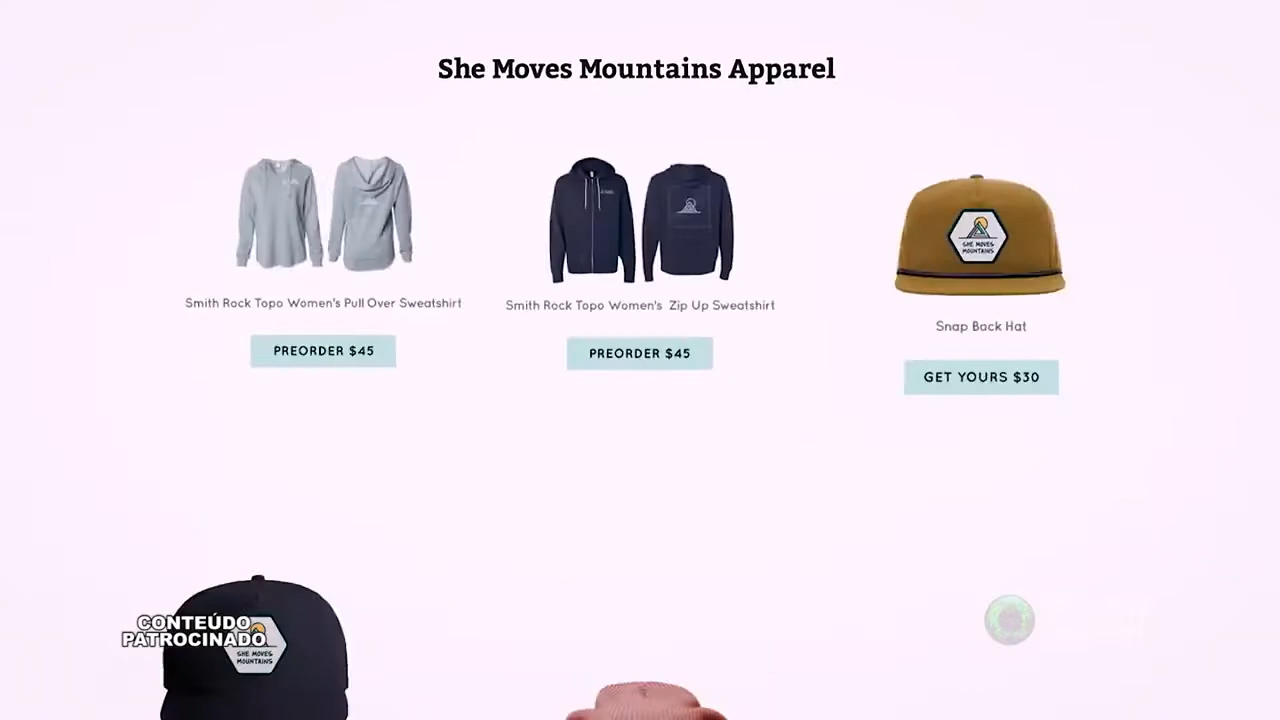 She Moves Mountains Apparel
Smith Rock Topo Women's Pull Over Sweatshirt
PREORDER $45
Smith Rock Topo Women's Zip Up Sweatshirt
PREORDER $45
SHE MOVES
MOUNTAINS
Snap Back Hat
GET YOURS $30
CONTEÚDO
PATROCINADO
SHE MOVES
MOUNTAINS